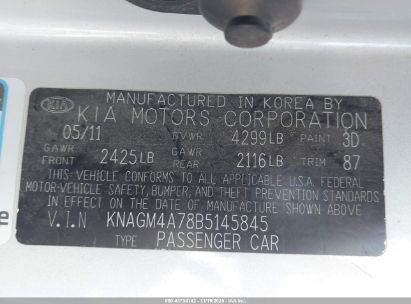 MANUFACTURED IN KOREA BY
KIA KIA MOTORS CORPORATION
05/11 GVWR 4299LB PAINT 3D
GAWR FRONT 2425LB GAWR REAR 2116LB TRIM 87
THIS VEHICLE CONFORMS TO ALL APPLICABLE U.S.A. FEDERAL
MOTOR-VEHICLE SAFETY, BUMPER, AND THEFT PREVENTION STANDARDS
IN EFFECT ON THE DATE OF MANUFACTURE SHOWN ABOVE.
V.I.N KNAGM4A78B5145845
TYPE PASSENGER CAR